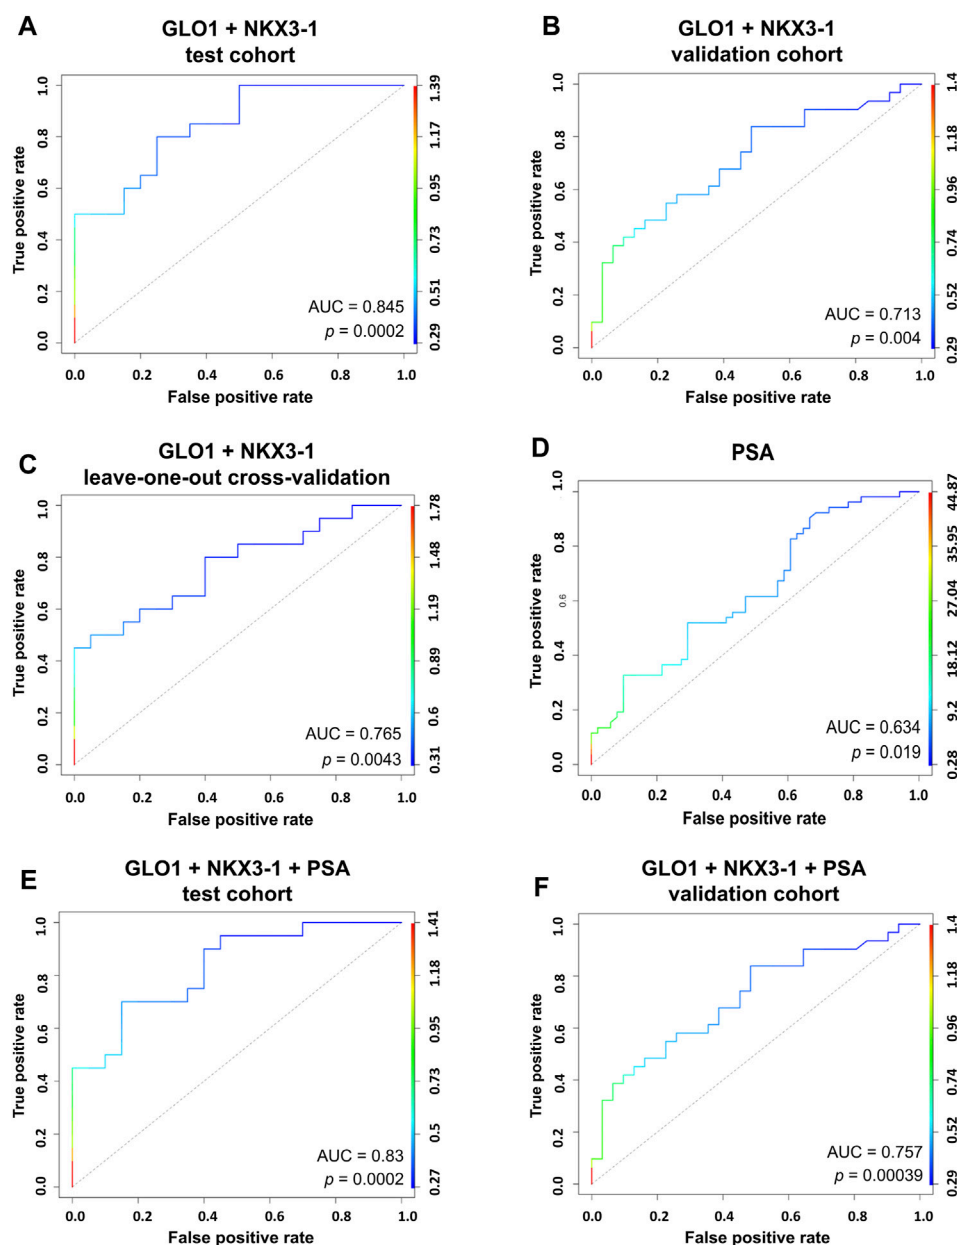 A
GLO1 + NKX3-1
test cohort
True positive rate
1.0
0.8
0.6
0.4
0.2
0.0
0.0
0.2
0.4
0.6
0.8
1.0
False positive rate
AUC = 0.845
p = 0.0002
1.39
1.17
0.95
0.73
0.51
0.29
B
GLO1 + NKX3-1
validation cohort
True positive rate
1.0
0.8
0.6
0.4
0.2
0.0
0.0
0.2
0.4
0.6
0.8
1.0
False positive rate
AUC = 0.713
p = 0.004
1.4
1.18
0.96
0.74
0.52
0.29
C
GLO1 + NKX3-1
leave-one-out cross-validation
True positive rate
1.0
0.8
0.6
0.4
0.2
0.0
0.0
0.2
0.4
0.6
0.8
1.0
False positive rate
AUC = 0.765
p = 0.0043
1.78
1.48
1.19
0.89
0.6
0.31
D
PSA
True positive rate
1.0
0.8
0.6
0.4
0.2
0.0
0.0
0.2
0.4
0.6
0.8
1.0
False positive rate
AUC = 0.634
p = 0.019
44.87
35.95
27.04
18.12
9.2
0.28
E
GLO1 + NKX3-1 + PSA
test cohort
True positive rate
1.0
0.8
0.6
0.4
0.2
0.0
0.0
0.2
0.4
0.6
0.8
1.0
False positive rate
AUC = 0.83
p = 0.0002
1.41
1.18
0.95
0.73
0.5
0.27
F
GLO1 + NKX3-1 + PSA
validation cohort
True positive rate
1.0
0.8
0.6
0.4
0.2
0.0
0.0
0.2
0.4
0.6
0.8
1.0
False positive rate
AUC = 0.757
p = 0.00039
1.4
1.18
0.96
0.74
0.52
0.29